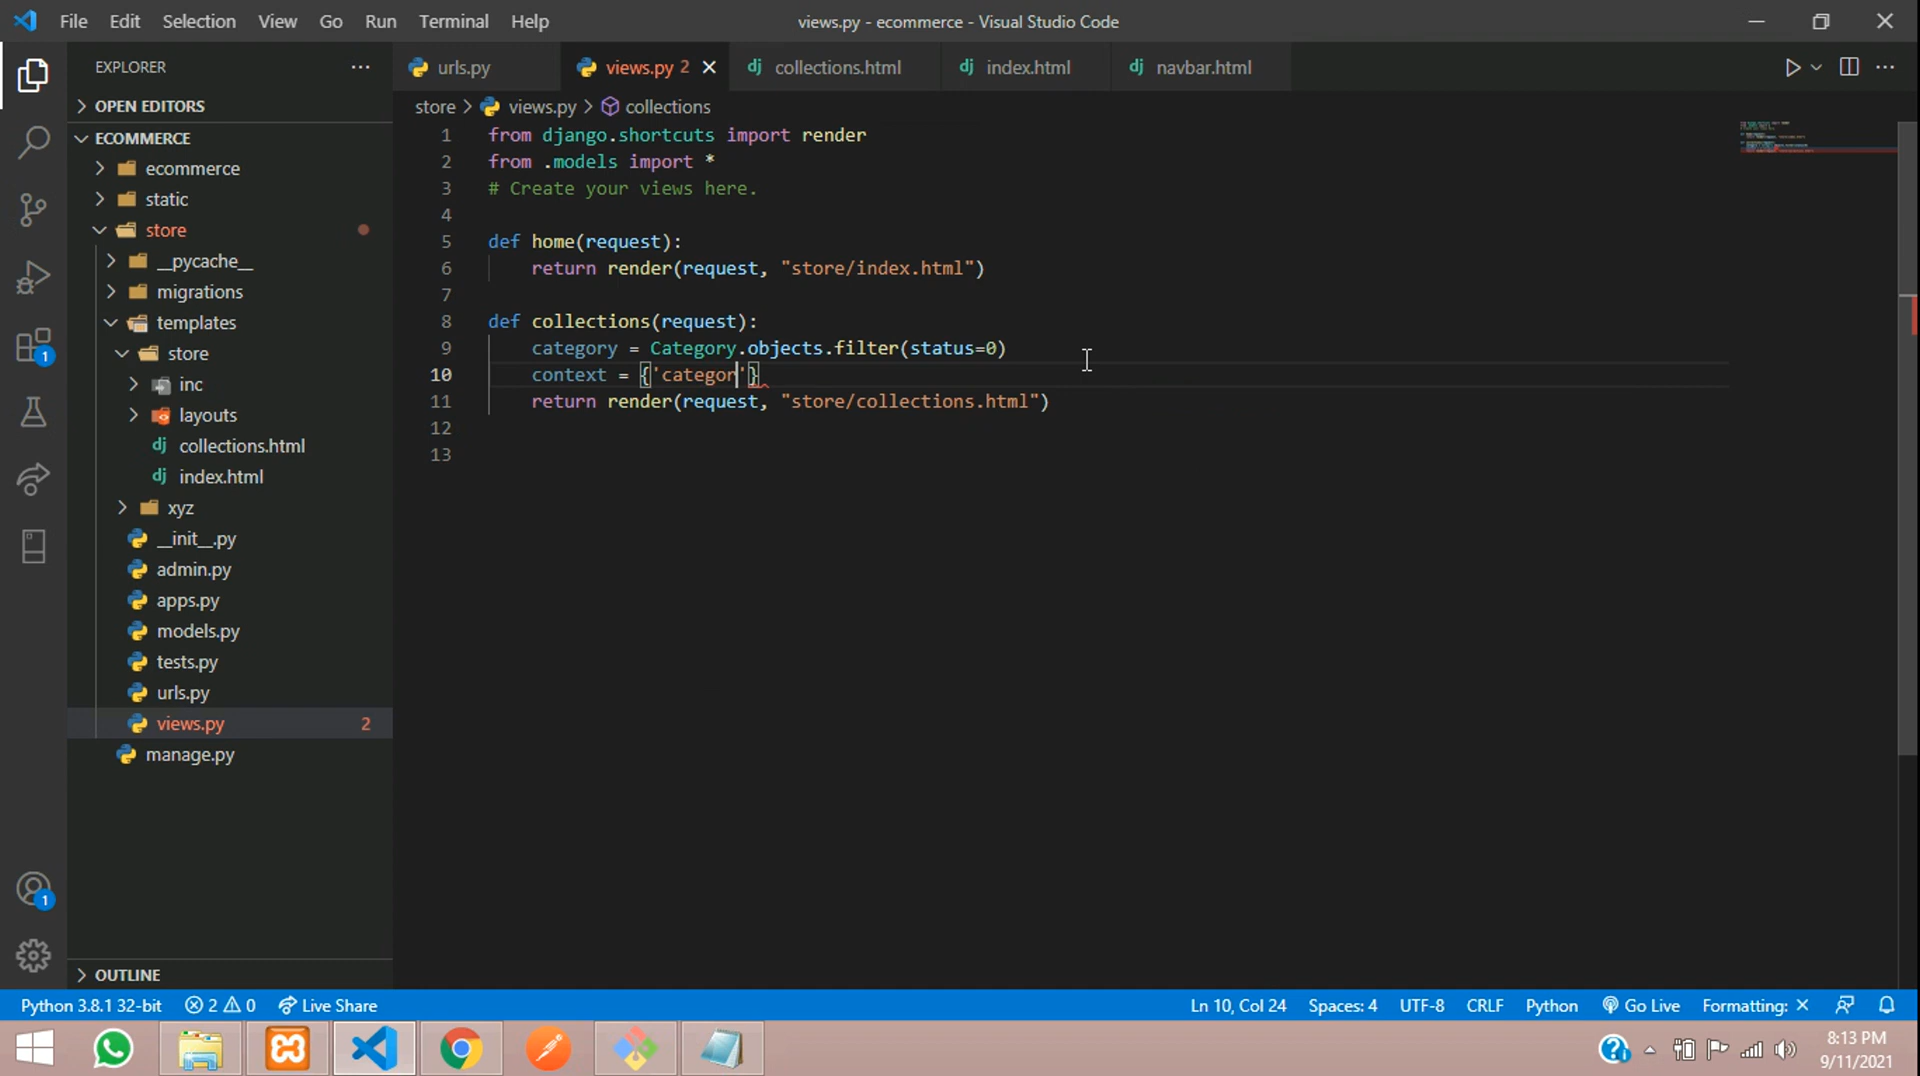 File Edit Selection View Go Run Terminal Help
views.py - ecommerce - Visual Studio Code
EXPLORER
urls.py
views.py 2
collections.html
index.html
navbar.html
OPEN EDITORS
ECOMMERCE
ecommerce
static
store
__pycache__
migrations
templates
store
inc
layouts
collections.html
index.html
xyz
__init__.py
admin.py
apps.py
models.py
tests.py
urls.py
views.py 2
manage.py
OUTLINE
store > views.py > collections
1 from django.shortcuts import render
2 from .models import *
3 # Create your views here.
4
5 def home(request):
6     return render(request, "store/index.html")
7
8 def collections(request):
9     category = Category.objects.filter(status=0)
10     context = {'categor'}
11     return render(request, "store/collections.html")
12
13
1
1
Python 3.8.1 32-bit 2 0 Live Share
Ln 10, Col 24 Spaces: 4 UTF-8 CRLF Python Go Live Formatting: ×
8:13 PM
9/11/2021